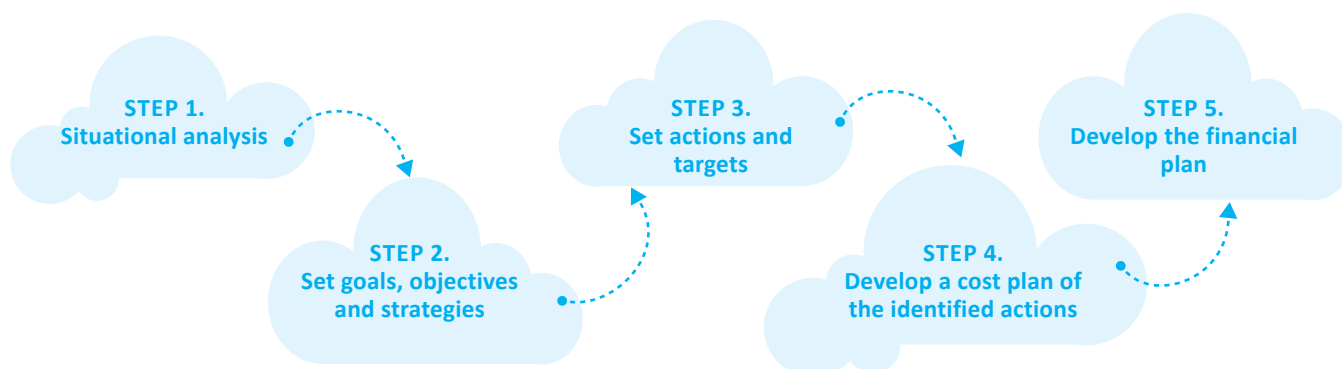 STEP 1.
Situational analysis
STEP 2.
Set goals, objectives
and strategies
STEP 3.
Set actions and
targets
STEP 4.
Develop a cost plan of
the identified actions
STEP 5.
Develop the financial
plan